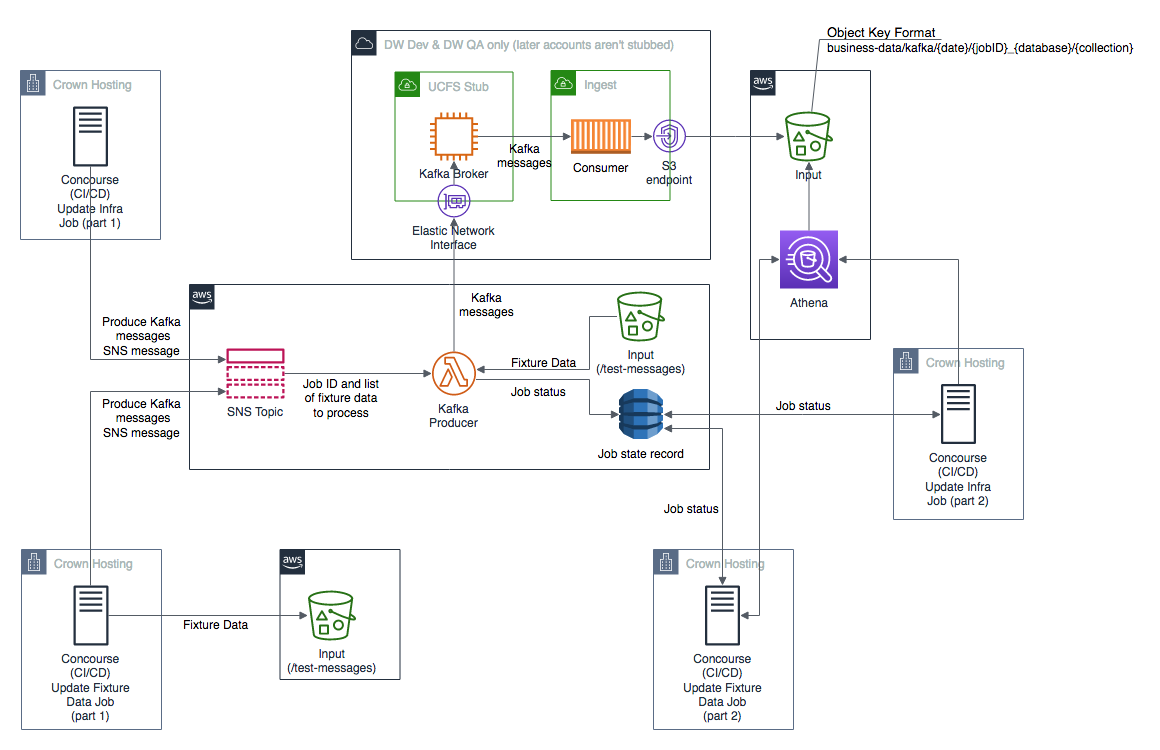 Object Key Format
business-data/kafka/{date}/{jobID}_{database}/{collection}
DW Dev & DW QA only (later accounts aren't stubbed)
Crown Hosting
Concourse
(CI/CD)
Update Infra
Job (part 1)
UCFS Stub
Kafka Broker
Elastic Network
Interface
Kafka
messages
Ingest
Consumer
S3
endpoint
aws
Input
Athena
aws
Kafka
messages
Produce Kafka
messages
SNS message
Produce Kafka
messages
SNS message
SNS Topic
Job ID and list
of fixture data
to process
Kafka
Producer
Fixture Data
Job status
Input
(/test-messages)
Job state record
Job status
Crown Hosting
Concourse
(CI/CD)
Update Infra
Job (part 2)
Job status
Crown Hosting
Concourse
(CI/CD)
Update Fixture
Data Job
(part 1)
Fixture Data
aws
Input
(/test-messages)
Crown Hosting
Concourse
(CI/CD)
Update Fixture
Data Job
(part 2)